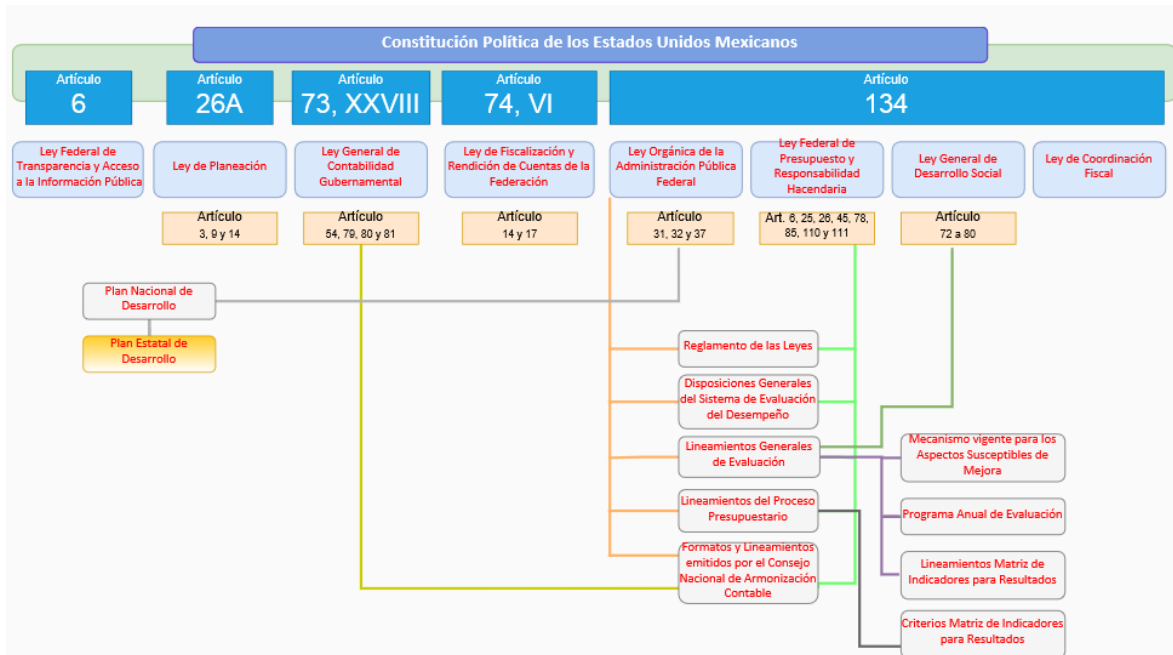 Constitución Política de los Estados Unidos Mexicanos
Artículo
6
Artículo
26A
Artículo
73, XXVIII
Artículo
74, VI
Artículo
134
Ley Federal de
Transparencia y Acceso
a la Información Pública
Ley de Planeación
Ley General de
Contabilidad
Gubernamental
Ley de Fiscalización y
Rendición de Cuentas de la
Federación
Ley Orgánica de la
Administración Pública
Federal
Ley Federal de
Presupuesto y
Responsabilidad
Hacendaria
Ley General de
Desarrollo Social
Ley de Coordinación
Fiscal
Artículo
3, 9 y 14
Artículo
54, 79, 80 y 81
Artículo
14 y 17
Artículo
31, 32 y 37
Art. 6, 25, 26, 45, 78,
85, 110 y 111
Artículo
72 a 80
Plan Nacional de
Desarrollo
Plan Estatal de
Desarrollo
Reglamento de las Leyes
Disposiciones Generales
del Sistema de Evaluación
del Desempeño
Lineamientos Generales
de Evaluación
Lineamientos del Proceso
Presupuestario
Formatos y Lineamientos
emitidos por el Consejo
Nacional de Armonización
Contable
Mecanismo vigente para los
Aspectos Susceptibles de
Mejora
Programa Anual de Evaluación
Lineamientos Matriz de
Indicadores para Resultados
Criterios Matriz de Indicadores
para Resultados